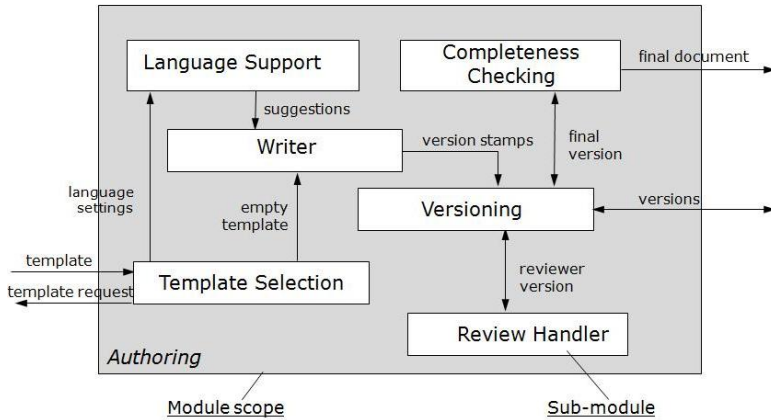 Language Support
Completeness
Checking
final document
suggestions
Writer
version stamps
final
version
language
settings
empty
template
Versioning
versions
template
Template Selection
template request
reviewer
version
Review Handler
Authoring
Module scope
Sub-module